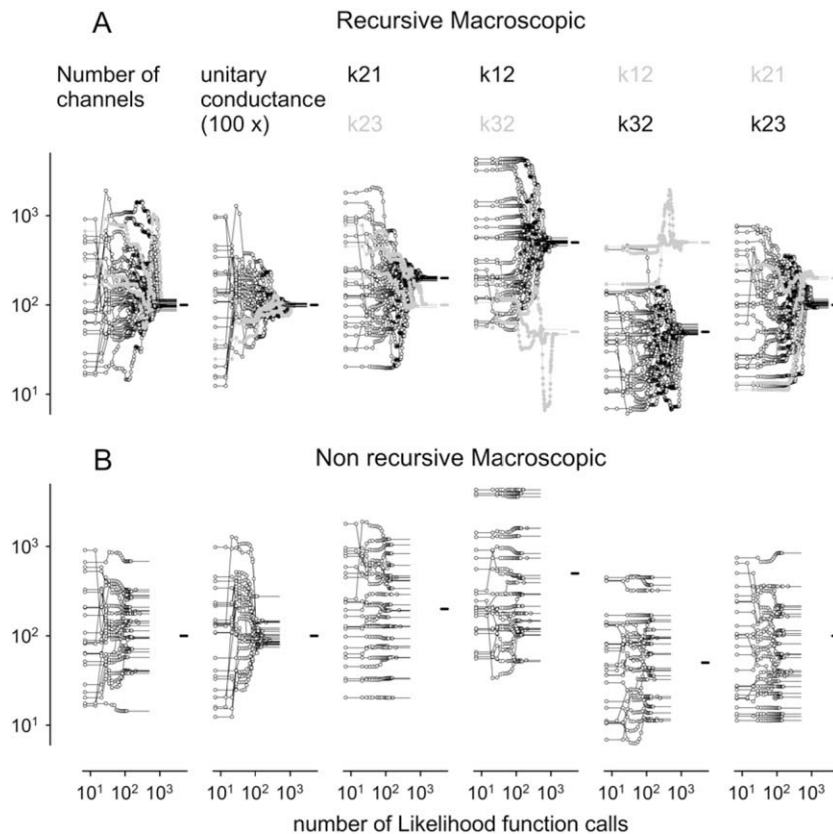 A
Recursive Macroscopic
Number of channels
unitary conductance (100 x)
k21
k12
k12
k21
k23
k32
k32
k23
10³
10²
10¹
B
Non recursive Macroscopic
10³
10²
10¹
10¹ 10² 10³ 10¹ 10² 10³ 10¹ 10² 10³ 10¹ 10² 10³ 10¹ 10² 10³ 10¹ 10² 10³
number of Likelihood function calls